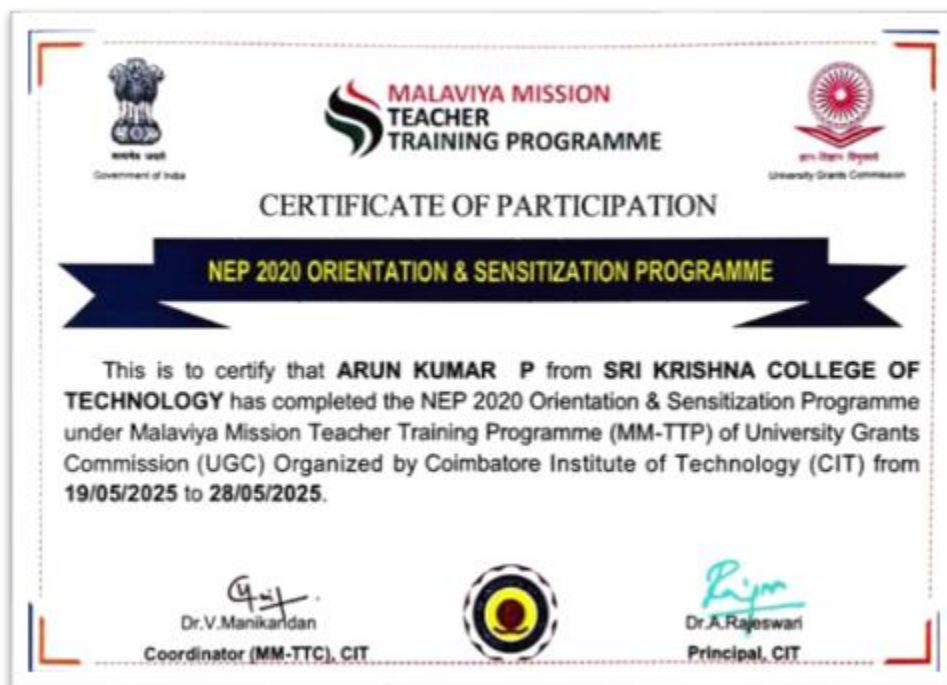 सत्यमेव जयते
Government of India
MALAVIYA MISSION
TEACHER
TRAINING PROGRAMME
ज्ञान-विज्ञान विमुक्तये
University Grants Commission
CERTIFICATE OF PARTICIPATION
NEP 2020 ORIENTATION & SENSITIZATION PROGRAMME
This is to certify that ARUN KUMAR P from SRI KRISHNA COLLEGE OF
TECHNOLOGY has completed the NEP 2020 Orientation & Sensitization Programme
under Malaviya Mission Teacher Training Programme (MM-TTP) of University Grants
Commission (UGC) Organized by Coimbatore Institute of Technology (CIT) from
19/05/2025 to 28/05/2025.
Dr.V.Manikandan
Coordinator (MM-TTC), CIT
Dr.A.Rajeswari
Principal, CIT